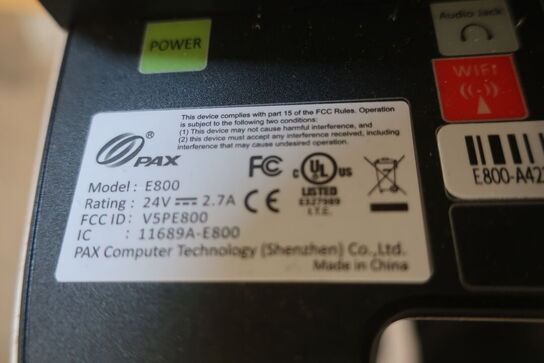 Audio Jack
POWER
WiFi
This device complies with part 15 of the FCC Rules. Operation
is subject to the following two conditions:
(1) This device may not cause harmful interference, and
(2) this device must accept any interference received, including
interference that may cause undesired operation.
PAX®
FC
C UL US
LISTED
E327989
I.T.E.
CE
Model : E800
Rating : 24V 2.7A
FCC ID : V5PE800
IC : 11689A-E800
PAX Computer Technology (Shenzhen) Co.,Ltd.
Made in China
E800-A42